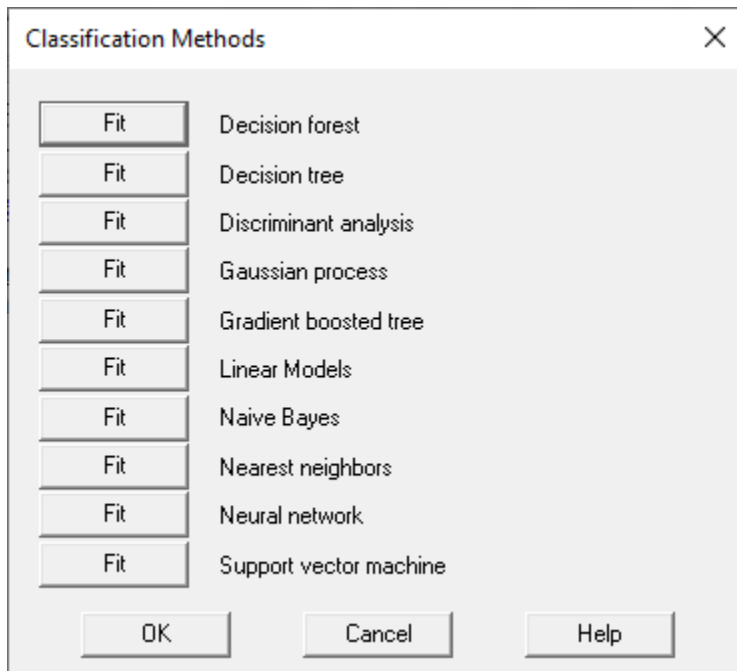 Classification Methods
Fit Decision forest
Fit Decision tree
Fit Discriminant analysis
Fit Gaussian process
Fit Gradient boosted tree
Fit Linear Models
Fit Naive Bayes
Fit Nearest neighbors
Fit Neural network
Fit Support vector machine
OK Cancel Help